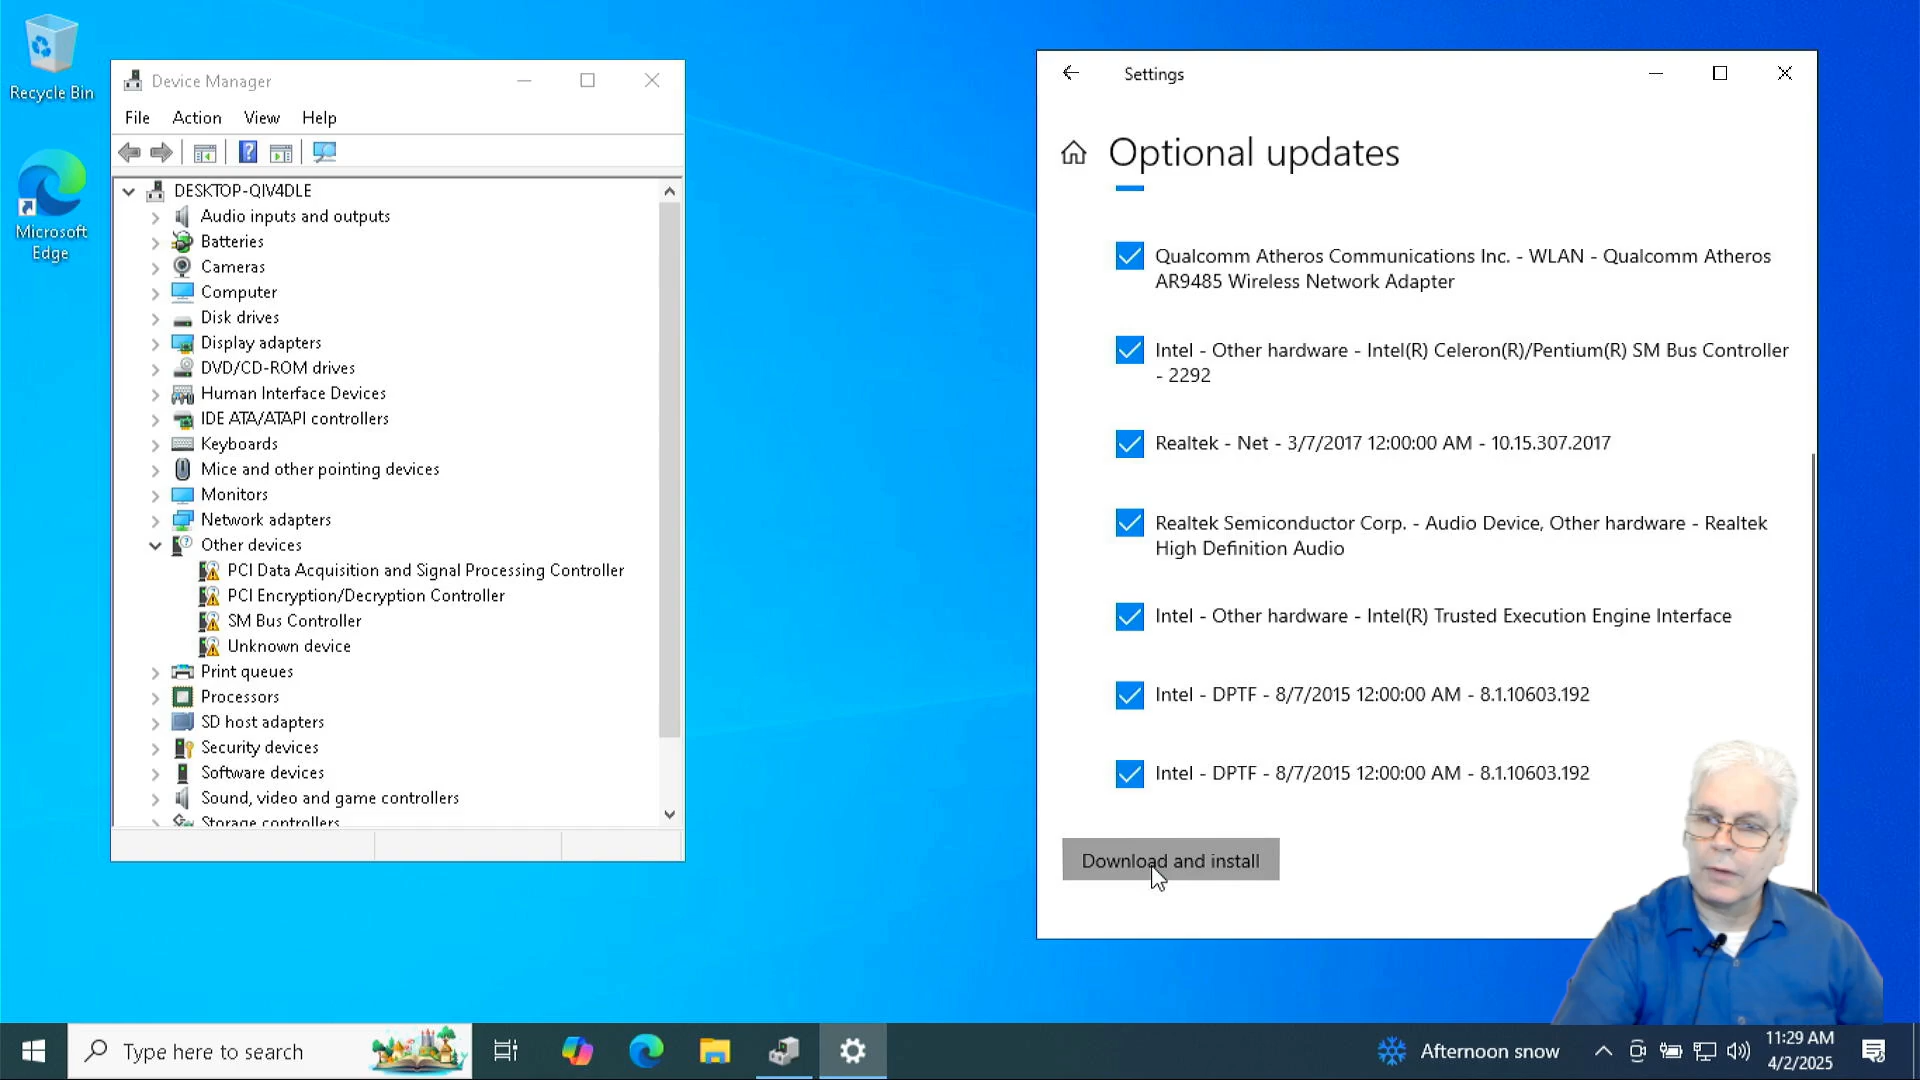 Recycle Bin
Microsoft
Edge
Device Manager
File Action View Help
DESKTOP-QIV4DLE
Audio inputs and outputs
Batteries
Cameras
Computer
Disk drives
Display adapters
DVD/CD-ROM drives
Human Interface Devices
IDE ATA/ATAPI controllers
Keyboards
Mice and other pointing devices
Monitors
Network adapters
Other devices
PCI Data Acquisition and Signal Processing Controller
PCI Encryption/Decryption Controller
SM Bus Controller
Unknown device
Print queues
Processors
SD host adapters
Security devices
Software devices
Sound, video and game controllers
Storage controllers
Settings
Optional updates
Qualcomm Atheros Communications Inc. - WLAN - Qualcomm Atheros
AR9485 Wireless Network Adapter
Intel - Other hardware - Intel(R) Celeron(R)/Pentium(R) SM Bus Controller
- 2292
Realtek - Net - 3/7/2017 12:00:00 AM - 10.15.307.2017
Realtek Semiconductor Corp. - Audio Device, Other hardware - Realtek
High Definition Audio
Intel - Other hardware - Intel(R) Trusted Execution Engine Interface
Intel - DPTF - 8/7/2015 12:00:00 AM - 8.1.10603.192
Intel - DPTF - 8/7/2015 12:00:00 AM - 8.1.10603.192
Download and install
Type here to search
Afternoon snow
11:29 AM
4/2/2025